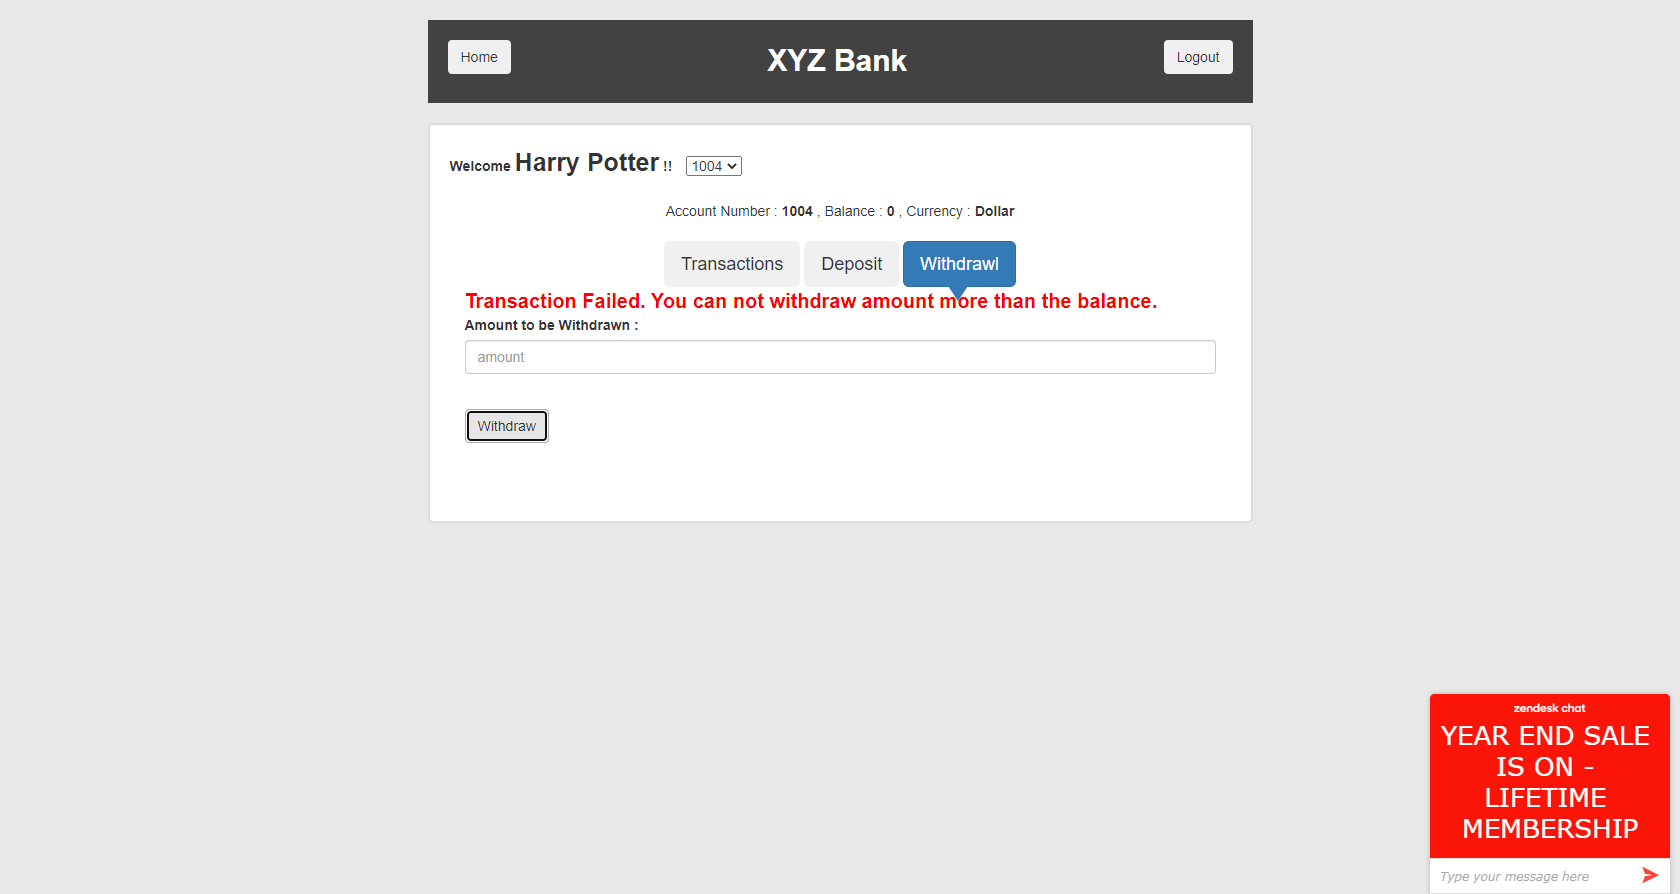 Home
XYZ Bank
Logout
Welcome Harry Potter !! 1004
Account Number : 1004 , Balance : 0 , Currency : Dollar
Transactions
Deposit
Withdrawl
Transaction Failed. You can not withdraw amount more than the balance.
Amount to be Withdrawn :
amount
Withdraw
zendesk chat
YEAR END SALE
IS ON -
LIFETIME
MEMBERSHIP
Type your message here